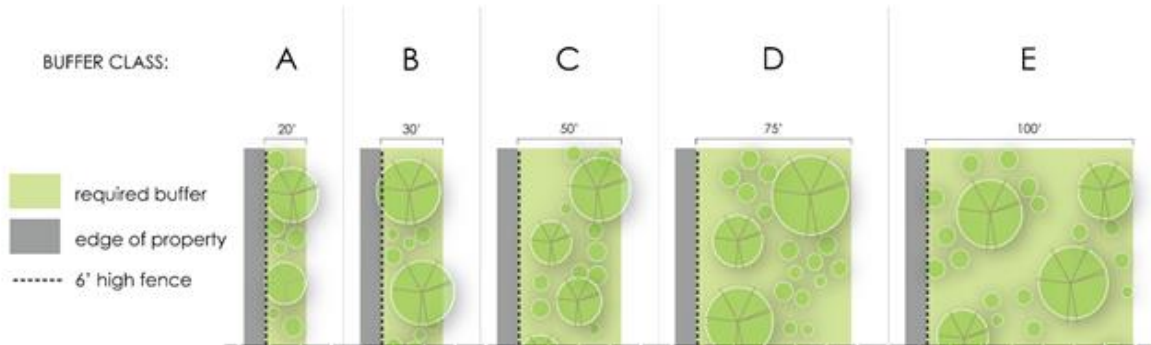 BUFFER CLASS: A B C D E
20' 30' 50' 75' 100'
required buffer
edge of property
6' high fence